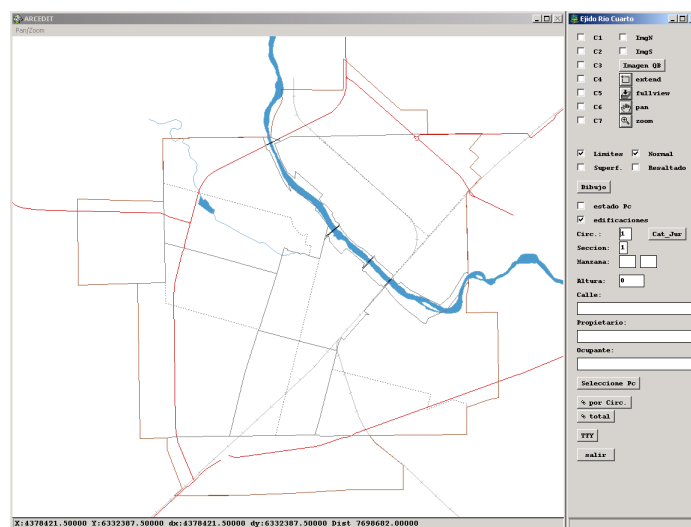 ARCEDIT
Pan/Zoom
X:4378421.50000 Y:6332387.50000 dx:4378421.50000 dy:6332387.50000 Dist 7698682.00000
Ejido Rio Cuarto
C1 ImgN
C2 ImgS
C3 Imagen QB
C4 extend
C5 fullview
C6 pan
C7 zoom
Limites Normal
Superf. Resaltado
Dibujo
estado Pc
edificaciones
Circ.: 1 Cat_Jur
Seccion: 1
Manzana:
Altura: 0
Calle:
Propietario:
Ocupante:
Seleccione Pc
% por Circ.
% total
TTY
salir